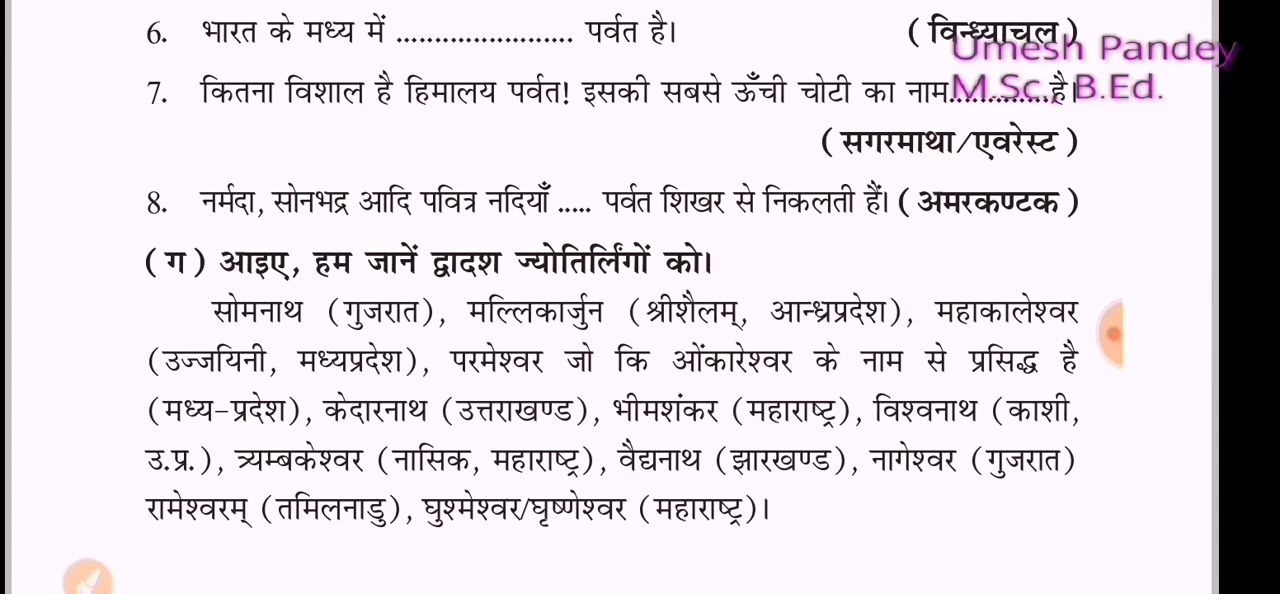 6. भारत के मध्य में ........................ पर्वत है। (विन्ध्याचल)
Umesh Pandey
7. कितना विशाल है हिमालय पर्वत! इसकी सबसे ऊँची चोटी का नाम.............है।
M.Sc., B.Ed.
(सगरमाथा/एवरेस्ट)
8. नर्मदा, सोनभद्र आदि पवित्र नदियाँ ..... पर्वत शिखर से निकलती हैं। (अमरकण्टक)
(ग) आइए, हम जानें द्वादश ज्योतिर्लिंगों को।
सोमनाथ (गुजरात), मल्लिकार्जुन (श्रीशैलम्, आन्ध्रप्रदेश), महाकालेश्वर
(उज्जयिनी, मध्यप्रदेश), परमेश्वर जो कि ओंकारेश्वर के नाम से प्रसिद्ध है
(मध्य-प्रदेश), केदारनाथ (उत्तराखण्ड), भीमशंकर (महाराष्ट्र), विश्वनाथ (काशी,
उ.प्र.), त्र्यम्बकेश्वर (नासिक, महाराष्ट्र), वैद्यनाथ (झारखण्ड), नागेश्वर (गुजरात)
रामेश्वरम् (तमिलनाडु), घुश्मेश्वर/घृष्णेश्वर (महाराष्ट्र)।